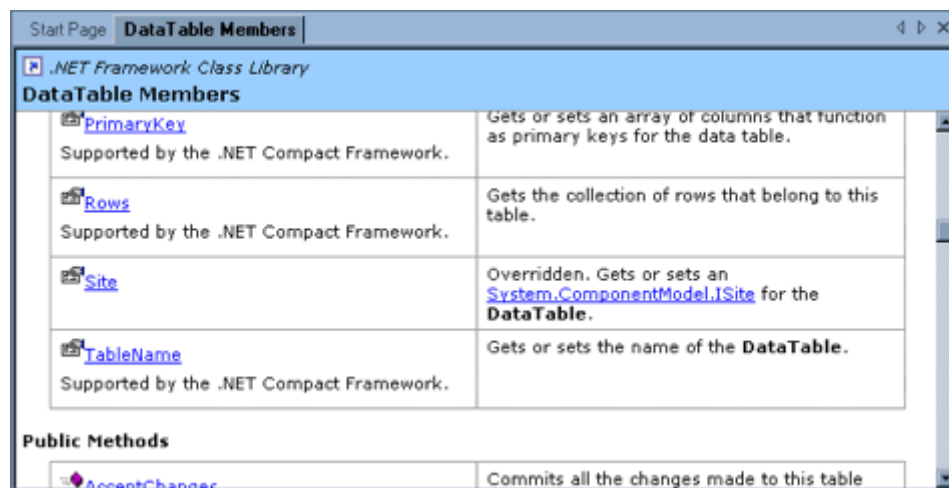 Start Page DataTable Members
.NET Framework Class Library
DataTable Members
PrimaryKey
Supported by the .NET Compact Framework.
Gets or sets an array of columns that function
as primary keys for the data table.
Rows
Supported by the .NET Compact Framework.
Gets the collection of rows that belong to this
table.
Site
Overridden. Gets or sets an
System.ComponentModel.ISite for the
DataTable.
TableName
Supported by the .NET Compact Framework.
Gets or sets the name of the DataTable.
Public Methods
AcceptChanges
Commits all the changes made to this table